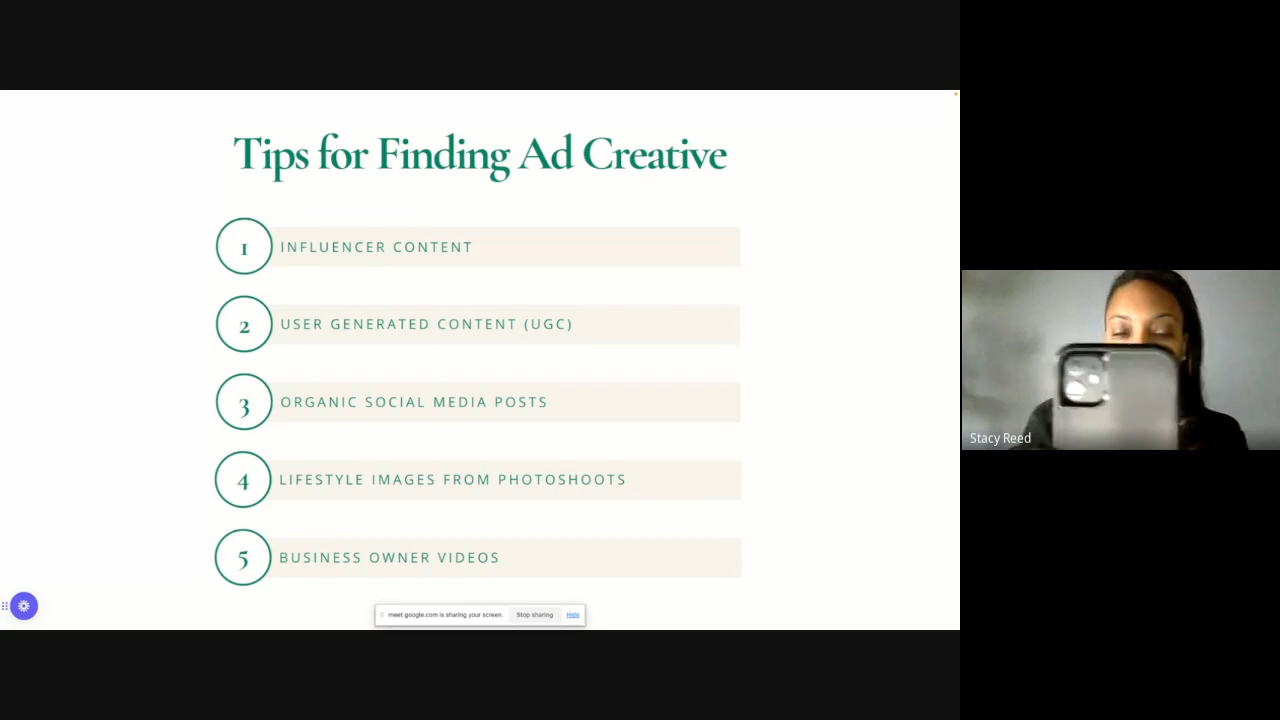 Tips for Finding Ad Creative
1 INFLUENCER CONTENT
2 USER GENERATED CONTENT (UGC)
3 ORGANIC SOCIAL MEDIA POSTS
4 LIFESTYLE IMAGES FROM PHOTOSHOOTS
5 BUSINESS OWNER VIDEOS
meet.google.com is sharing your screen. Stop sharing Hide
Stacy Reed